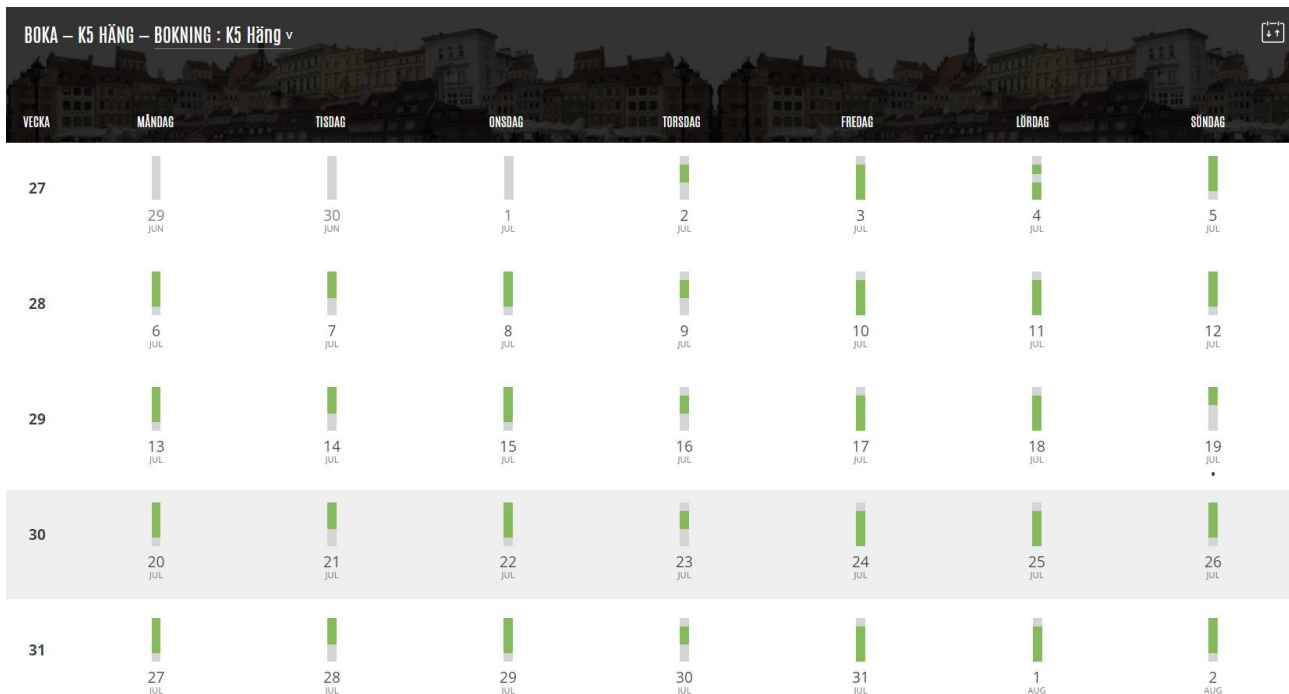 BOKA – K5 HÄNG – BOKNING : K5 Häng v
VECKA MÅNDAG TISDAG ONSDAG TORSDAG FREDAG LÖRDAG SÖNDAG
27
29 30 1 2 3 4 5
JUN JUN JUL JUL JUL JUL JUL
28
6 7 8 9 10 11 12
JUL JUL JUL JUL JUL JUL JUL
29
13 14 15 16 17 18 19
JUL JUL JUL JUL JUL JUL JUL
30
20 21 22 23 24 25 26
JUL JUL JUL JUL JUL JUL JUL
31
27 28 29 30 31 1 2
JUL JUL JUL JUL JUL AUG AUG